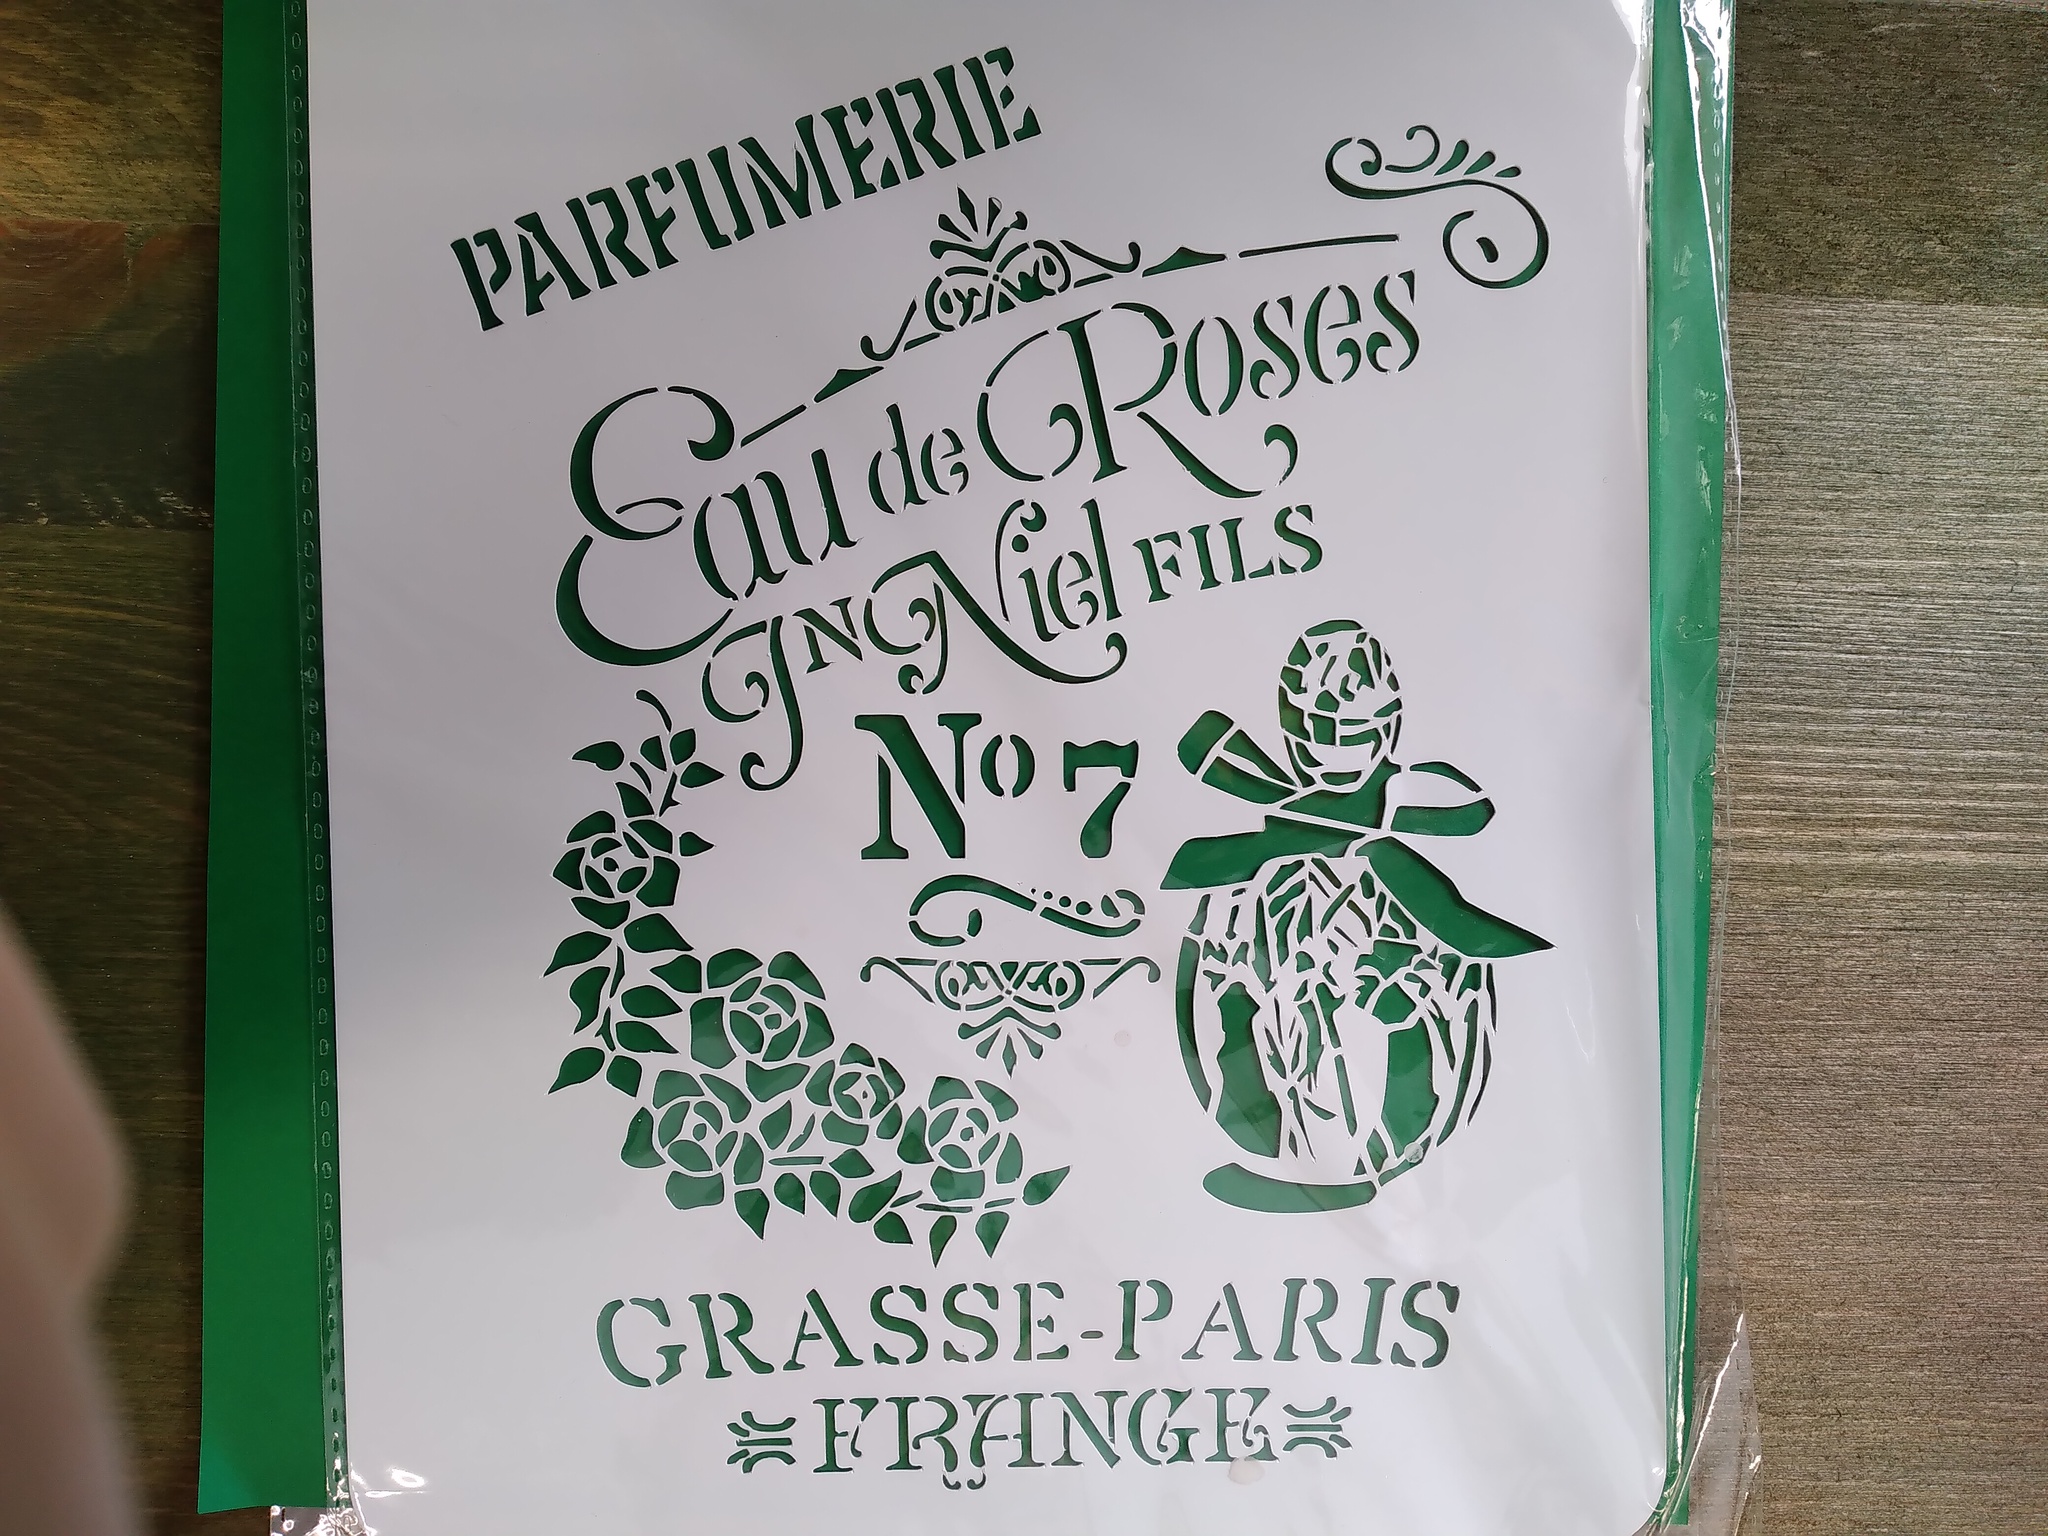 PARFUMERIE
Eau de Roses
JN Niel FILS
No 7
GRASSE-PARIS
FRANGE